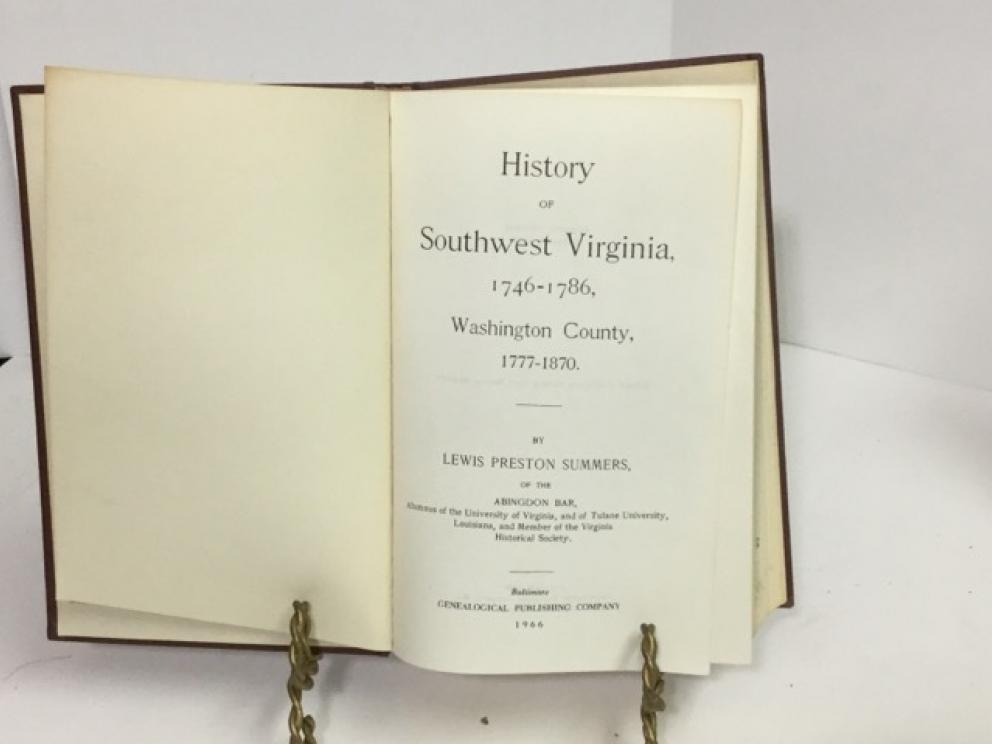 History
OF
Southwest Virginia,
1746-1786,
Washington County,
1777-1870.
BY
LEWIS PRESTON SUMMERS,
OF THE
ABINGDON BAR,
Alumnus of the University of Virginia, and of Tulane University,
Louisiana, and Member of the Virginia
Historical Society.
Baltimore
GENEALOGICAL PUBLISHING COMPANY
1966